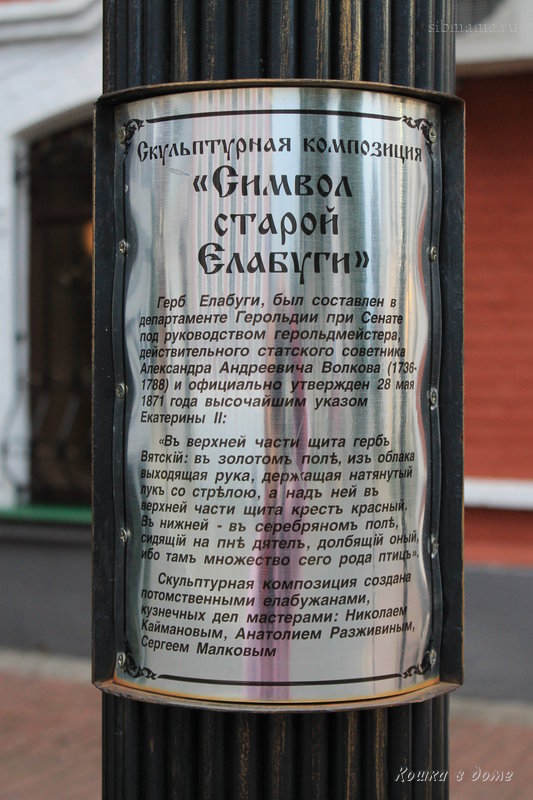 sibmama.ru
Скульптурная композиция
«Символ
старой
Елабуги»
Герб Елабуги, был составлен в
департаменте Герольдии при Сенате
под руководством герольдмейстера,
действительного статского советника
Александра Андреевича Волкова (1736-
1788) и официально утвержден 28 мая
1871 года высочайшим указом
Екатерины II:
«Въ верхней части щита гербъ
Вятскій: въ золотомъ полѣ, изъ облака
выходящая рука, держащая натянутый
лукъ со стрѣлою, а надъ ней въ
верхней части щита крестъ красный.
Въ нижней - въ серебряномъ полѣ,
сидящій на пнѣ дятел, долбящій оный,
ибо тамъ множество сего рода птицъ».
Скульптурная композиция создана
потомственными елабужанами,
кузнечных дел мастерами: Николаем
Каймановым, Анатолием Разживиным,
Сергеем Малковым
Кошка в доме